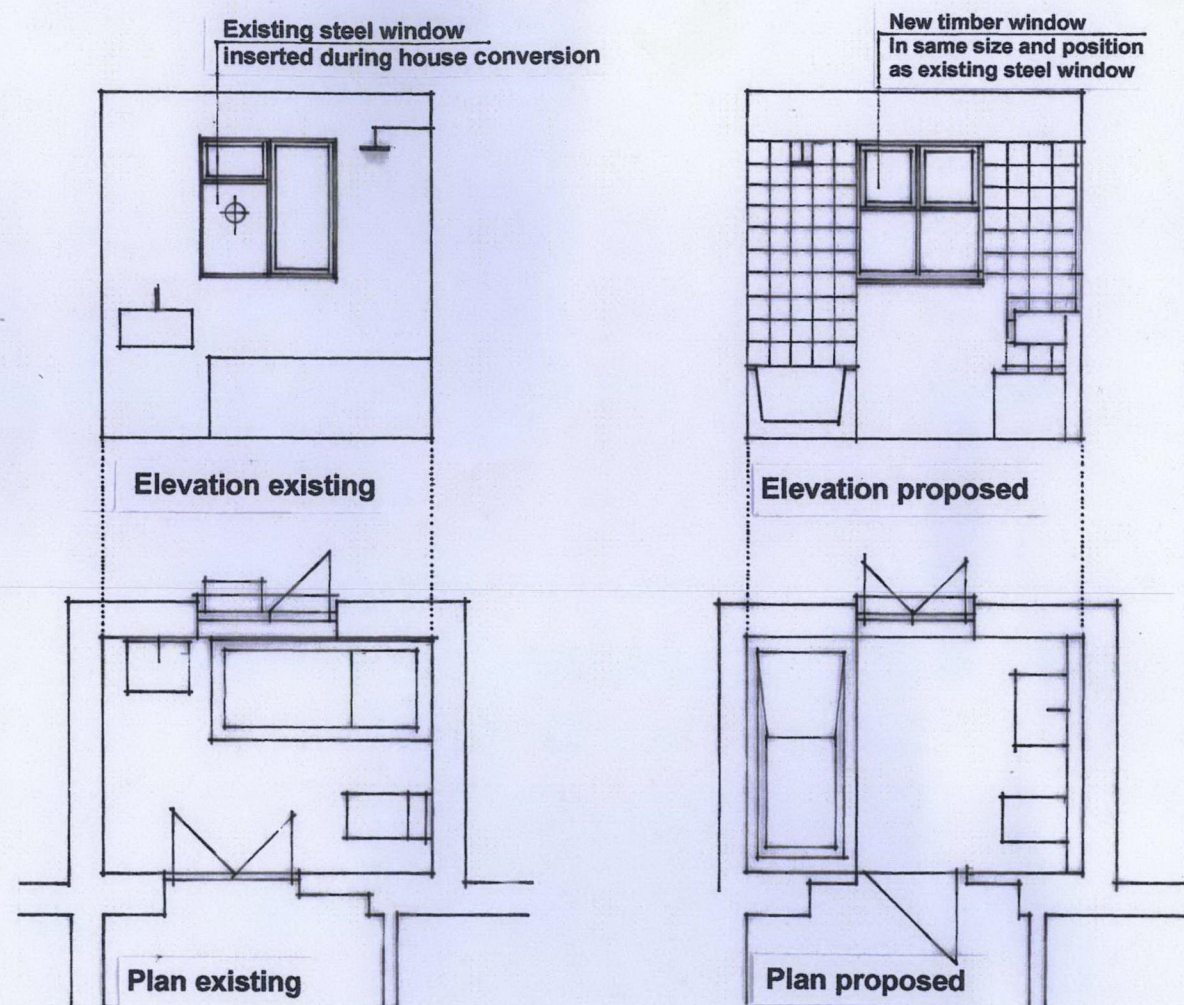 Existing steel window
inserted during house conversion
New timber window
In same size and position
as existing steel window
Elevation existing
Elevation proposed
Plan existing
Plan proposed